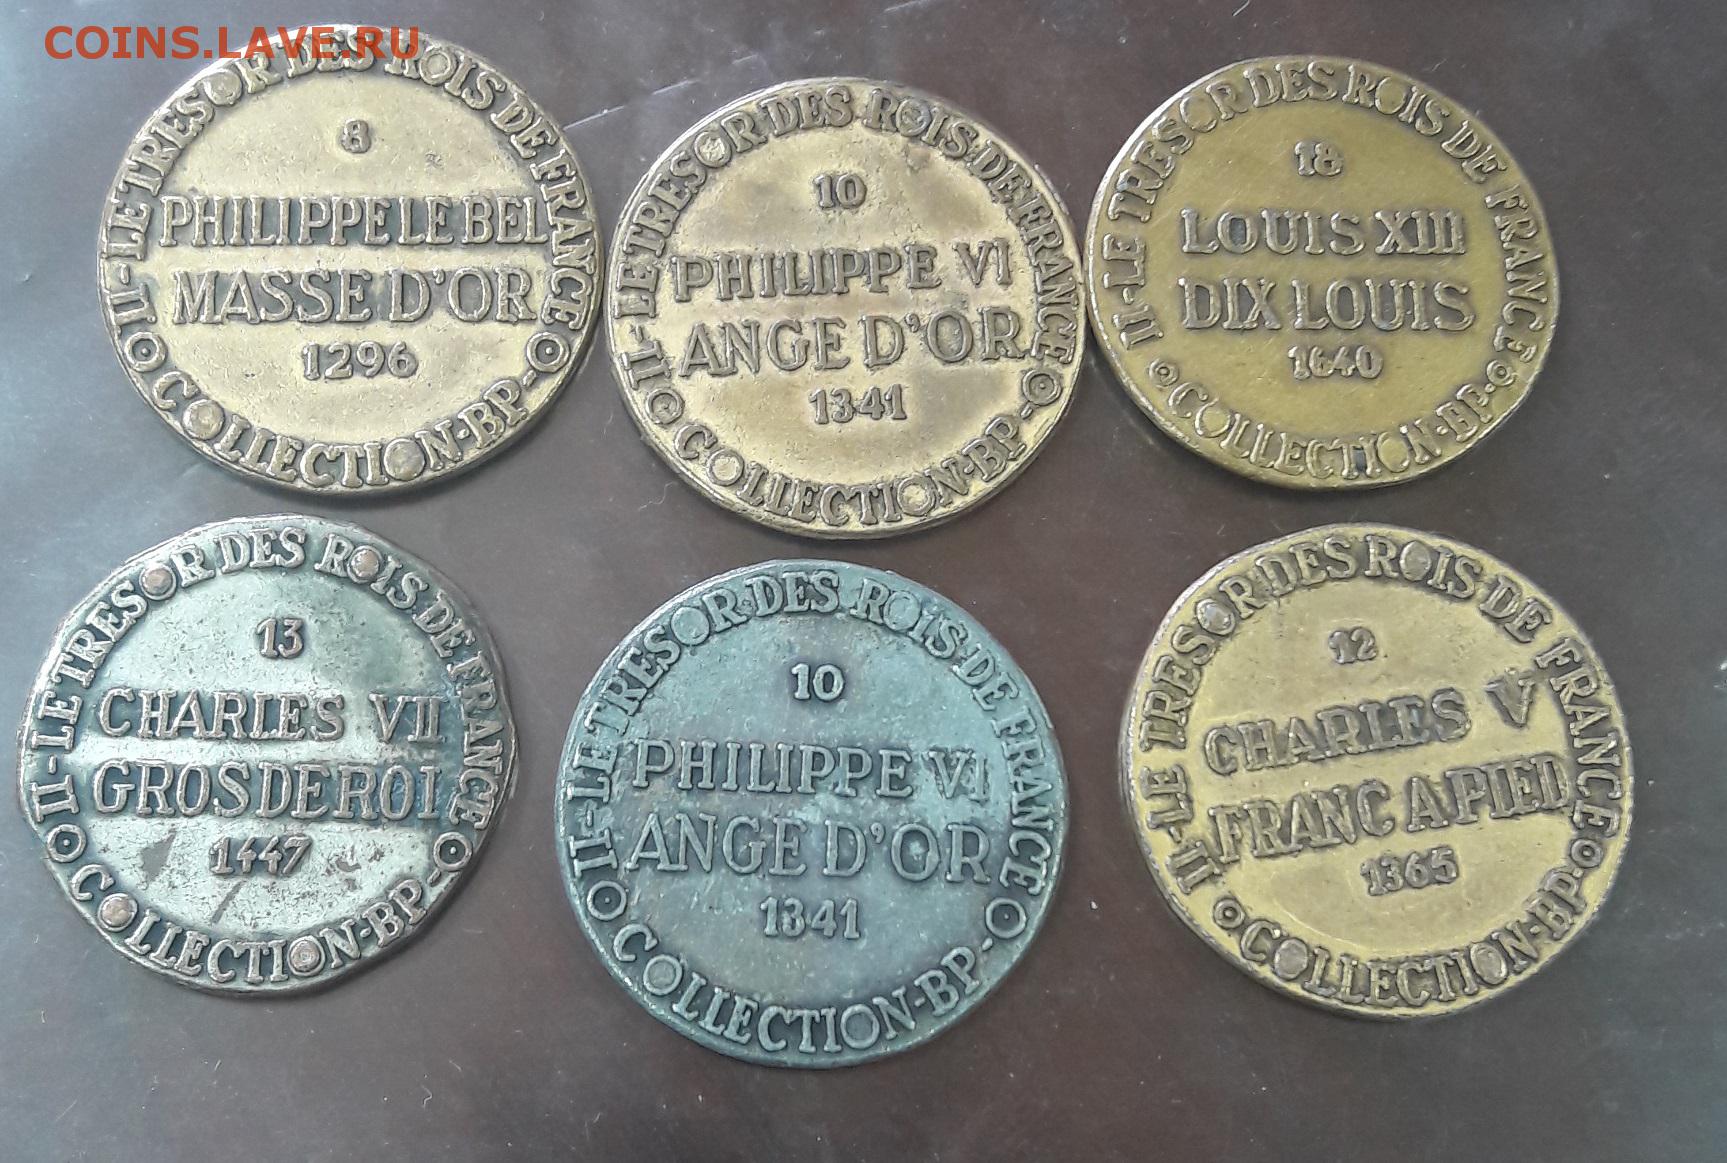 COINS.LAVE.RU
II-LE TRESOR DES ROIS DE FRANCE
8
PHILIPPE LE BEL
MASSE D'OR
1296
COLLECTION-BP-
II-LE TRESOR DES ROIS DE FRANCE
10
PHILIPPE VI
ANGE D'OR
1341
COLLECTION-BP-
II-LE TRESOR DES ROIS DE FRANCE
18
LOUIS XIII
DIX LOUIS
1640
COLLECTION-BP-
II-LE TRESOR DES ROIS DE FRANCE
13
CHARLES VII
GROS DE ROI
1447
COLLECTION-BP-
II-LE TRESOR DES ROIS DE FRANCE
10
PHILIPPE VI
ANGE D'OR
1341
COLLECTION-BP-
II-LE TRESOR DES ROIS DE FRANCE
12
CHARLES V
FRANC A PIED
1365
COLLECTION-BP-